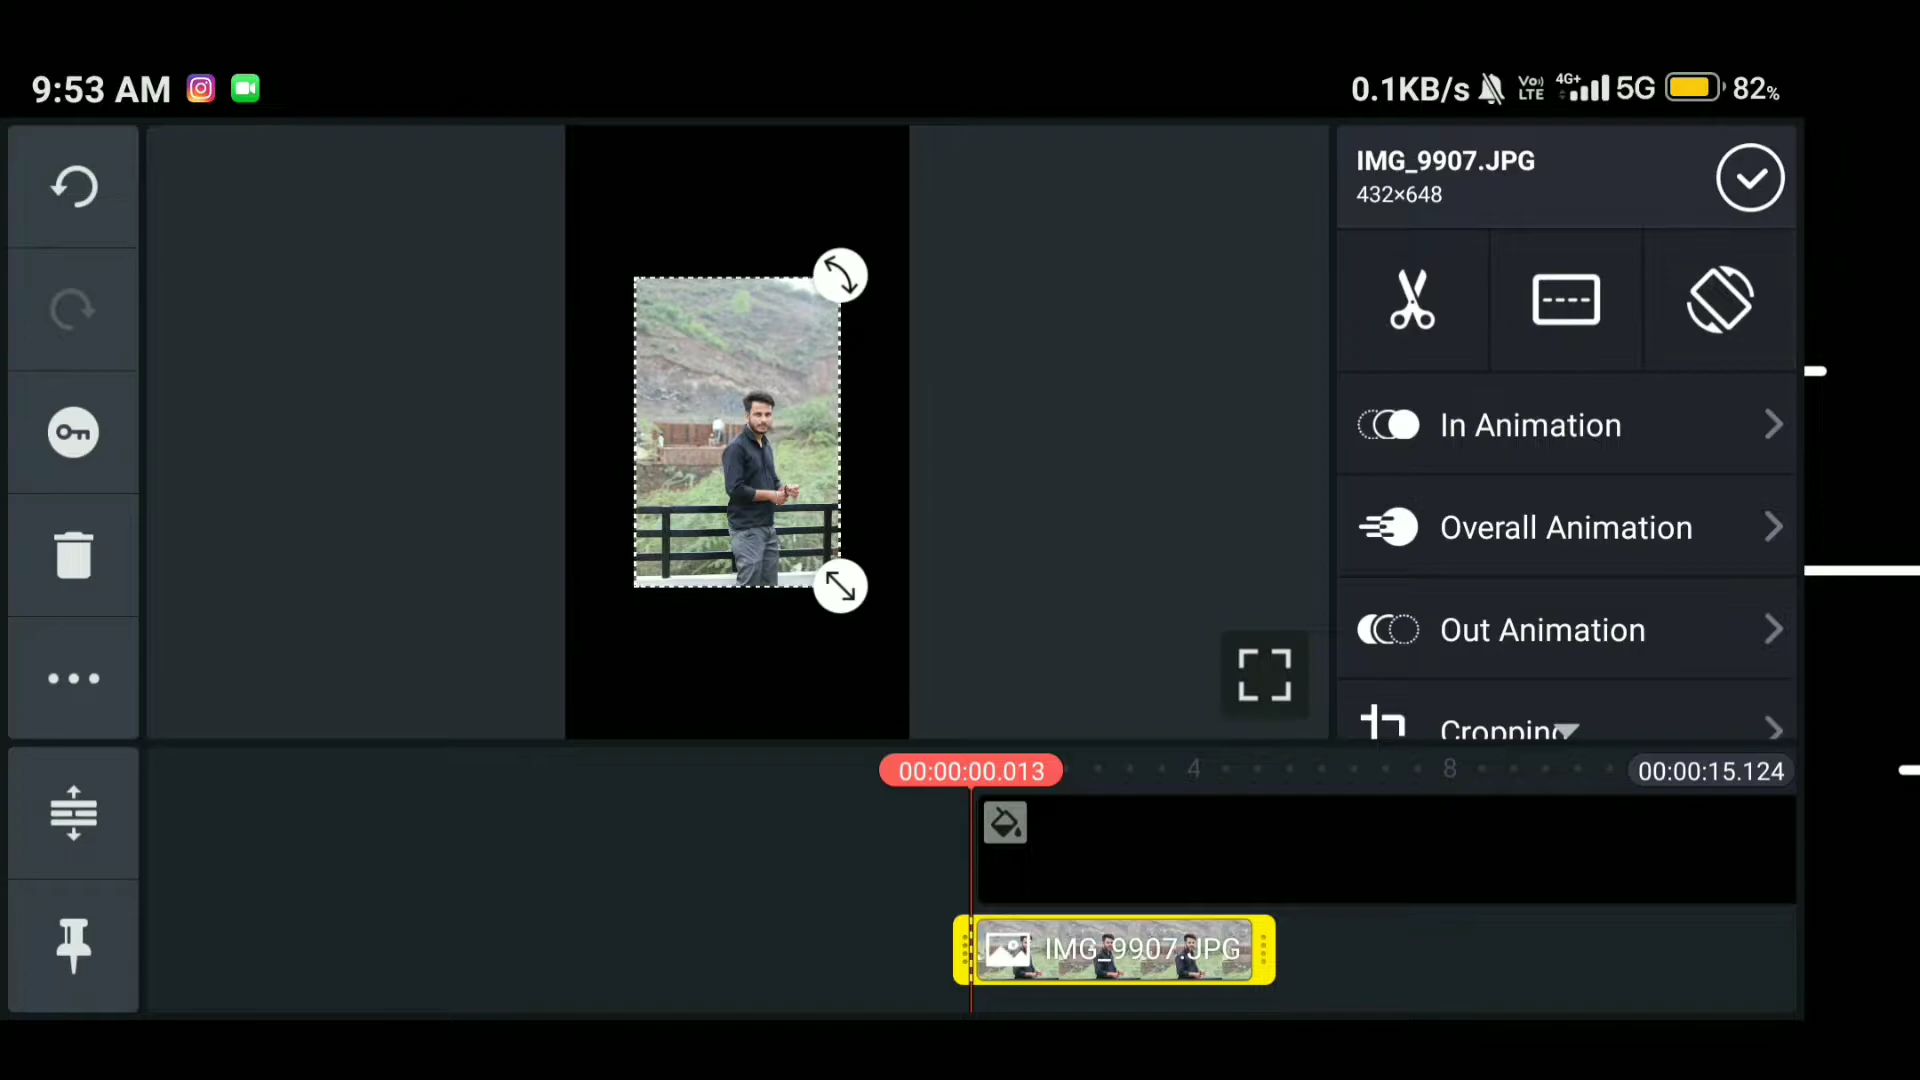 9:53 AM
0.1KB/s Vo) LTE 4G+ 5G 82%
IMG_9907.JPG
432×648
In Animation
Overall Animation
Out Animation
Cropping
00:00:00.013
4
8
00:00:15.124
IMG_9907.JPG